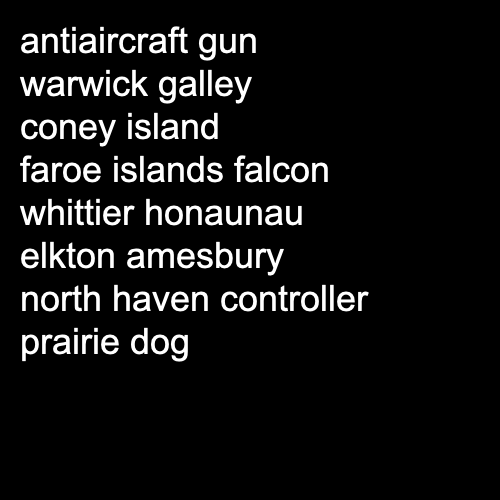 antiaircraft gun
warwick galley
coney island
faroe islands falcon
whittier honaunau
elkton amesbury
north haven controller
prairie dog